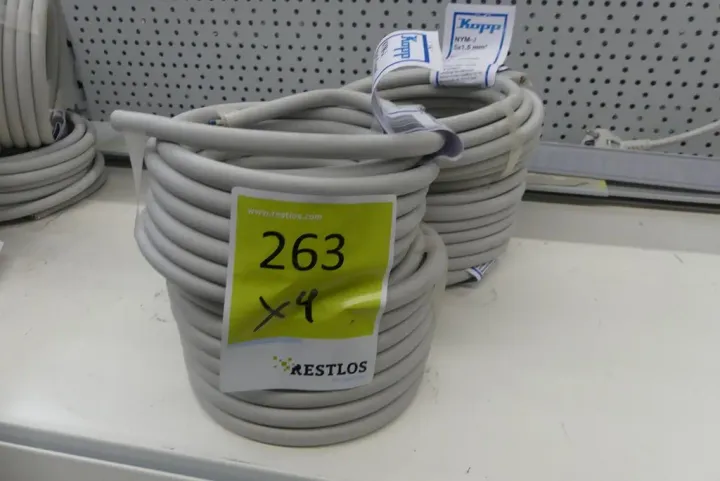 Kopp
NYM-J
5x1,5 mm²
Kopp
www.restlos.com
263
x4
RESTLOS